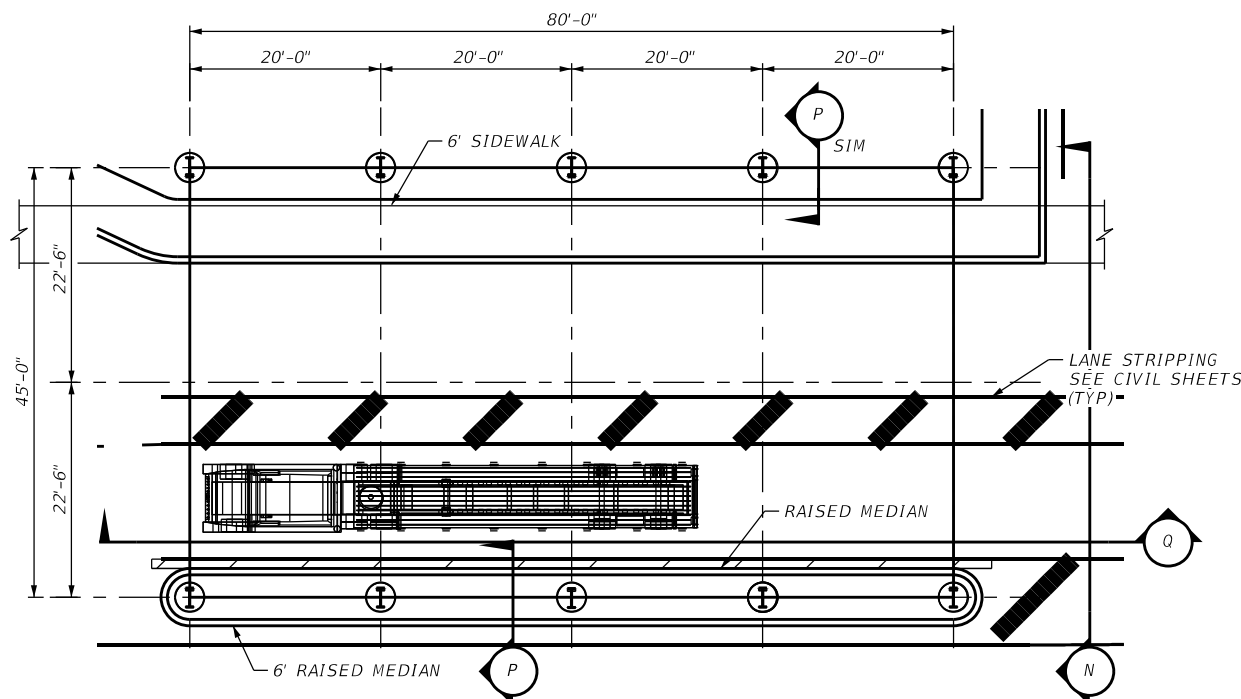 80'-0"
20'-0"
20'-0"
20'-0"
20'-0"
P
6' SIDEWALK
SIM
22'-6"
45'-0"
LANE STRIPPING
SEE CIVIL SHEETS
(TYP)
22'-6"
RAISED MEDIAN
Q
6' RAISED MEDIAN
P
N